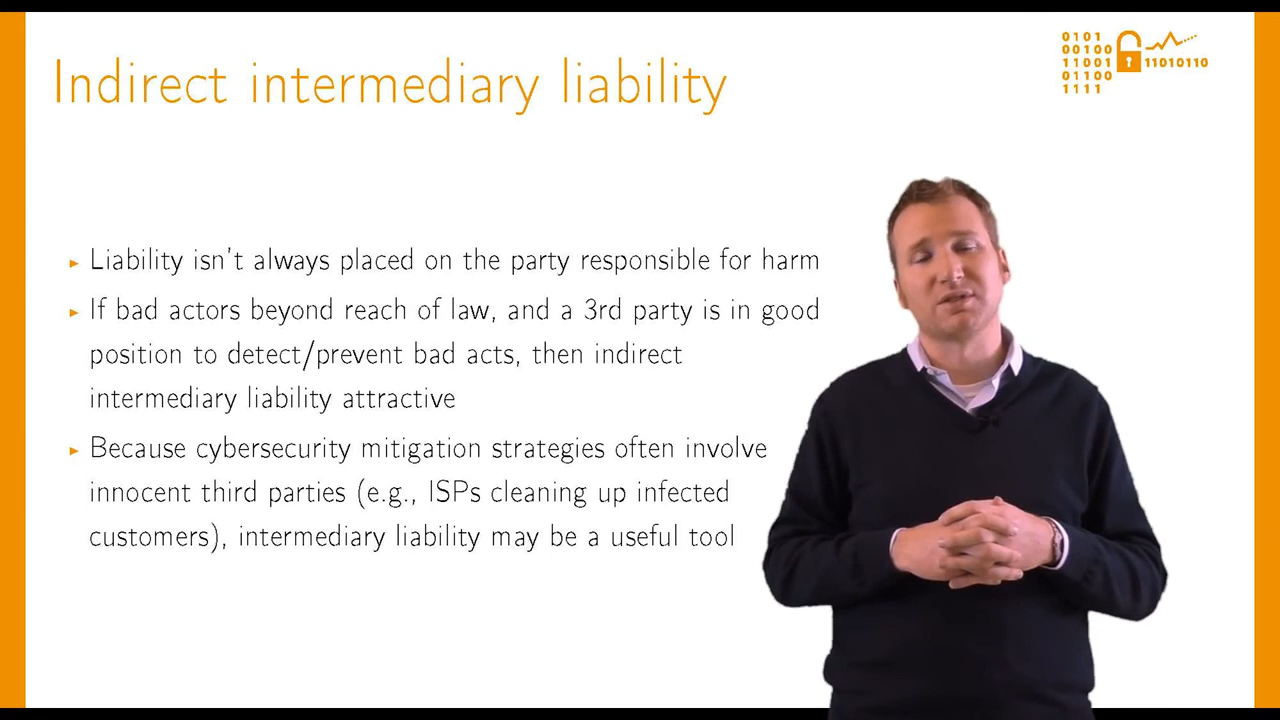 Indirect intermediary liability
0101
00100
11001
01100
1111
11010110
▸ Liability isn't always placed on the party responsible for harm
▸ If bad actors beyond reach of law, and a 3rd party is in good
position to detect/prevent bad acts, then indirect
intermediary liability attractive
▸ Because cybersecurity mitigation strategies often involve
innocent third parties (e.g., ISPs cleaning up infected
customers), intermediary liability may be a useful tool